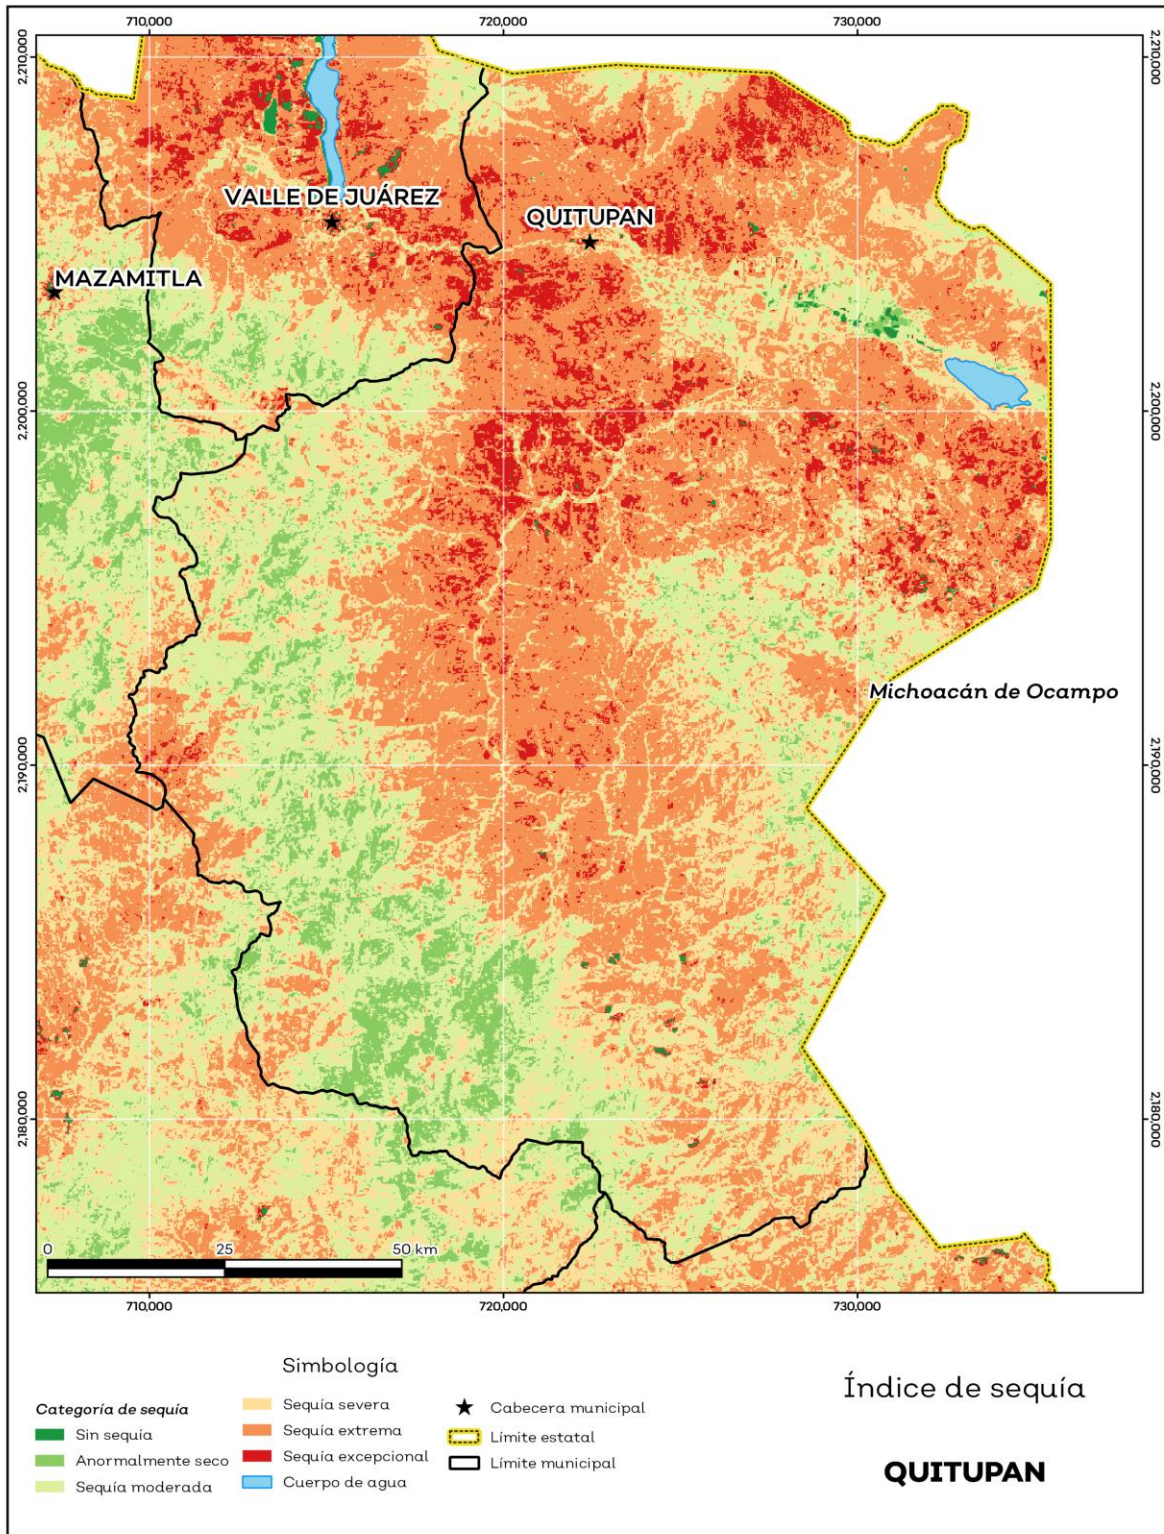 710,000
720,000
730,000
2,210,000
2,210,000
VALLE DE JUÁREZ
QUITUPAN
MAZAMITLA
2,200,000
2,200,000
Michoacán de Ocampo
2,190,000
2,190,000
2,180,000
2,180,000
0
25
50 km
710,000
720,000
730,000
Simbología
Categoría de sequía
Sin sequía
Anormalmente seco
Sequía moderada
Sequía severa
Sequía extrema
Sequía excepcional
Cuerpo de agua
Cabecera municipal
Límite estatal
Límite municipal
Índice de sequía
QUITUPAN